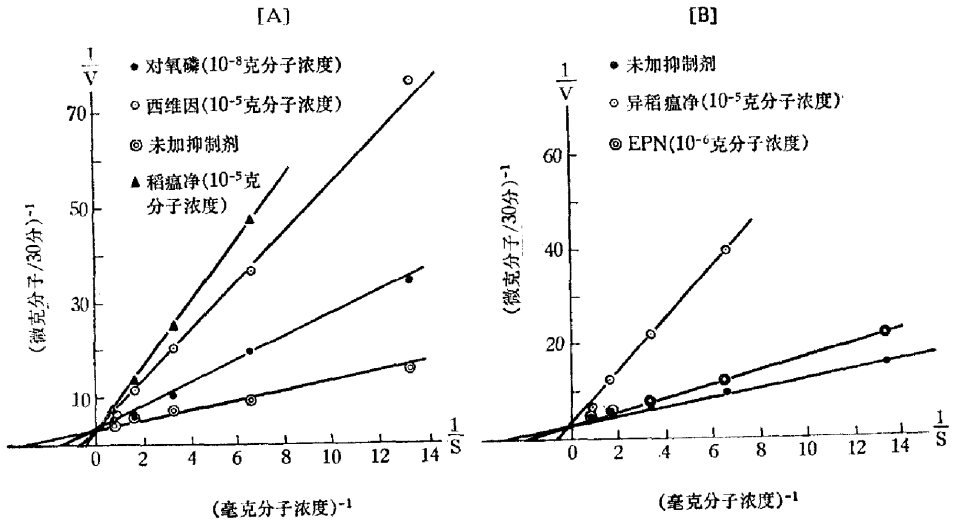 [A]
1/V
• 对氧磷(10⁻⁸克分子浓度)
○ 西维因(10⁻⁵克分子浓度)
◎ 未加抑制剂
▲ 稻瘟净(10⁻⁵克
分子浓度)
(微克分子/30分)⁻¹
70
50
30
10
0 2 4 6 8 10 12 14
1/S
(毫克分子浓度)⁻¹
[B]
1/V
• 未加抑制剂
○ 异稻瘟净(10⁻⁵克分子浓度)
◎ EPN(10⁻⁶克分子浓度)
(微克分子/30分)⁻¹
60
40
20
0 2 4 6 8 10 12 14
1/S
(毫克分子浓度)⁻¹